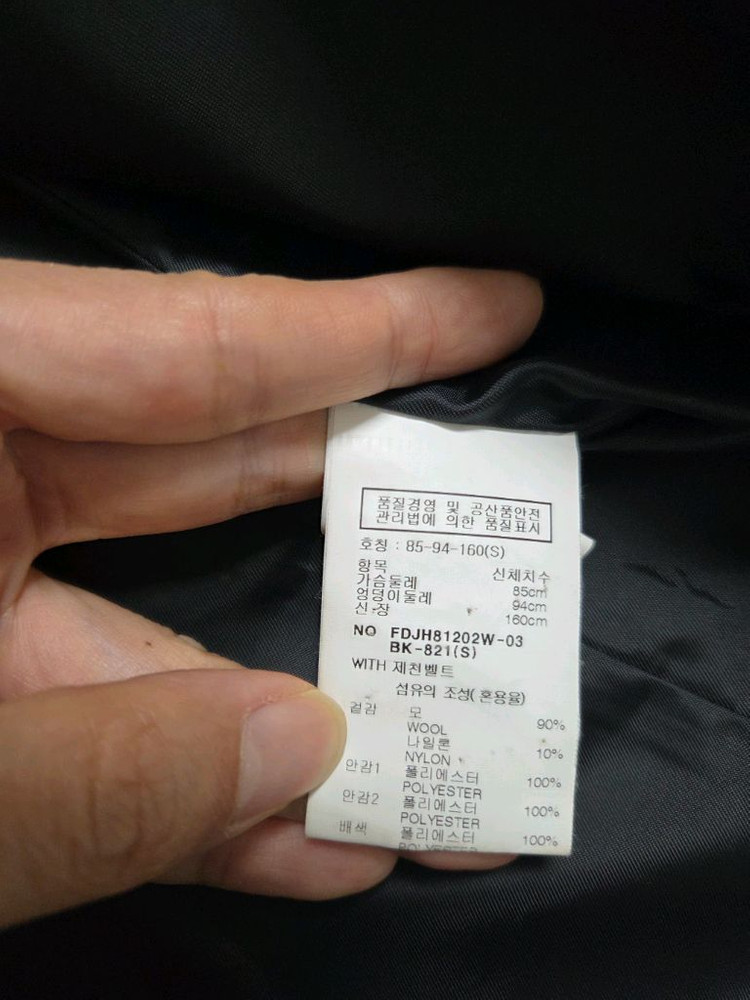 품질경영 및 공산품안전
관리법에 의한 품질표시
호칭 : 85-94-160(S)
항목 신체치수
가슴둘레 85cm
엉덩이둘레 94cm
신 장 160cm
NO FDJH81202W-03
BK-821(S)
WITH 제천벨트
섬유의 조성(혼용율)
겉감 모 90%
WOOL
나일론 10%
NYLON
안감1 폴리에스터 100%
POLYESTER
안감2 폴리에스터 100%
POLYESTER
배색 폴리에스터 100%
POLYESTER